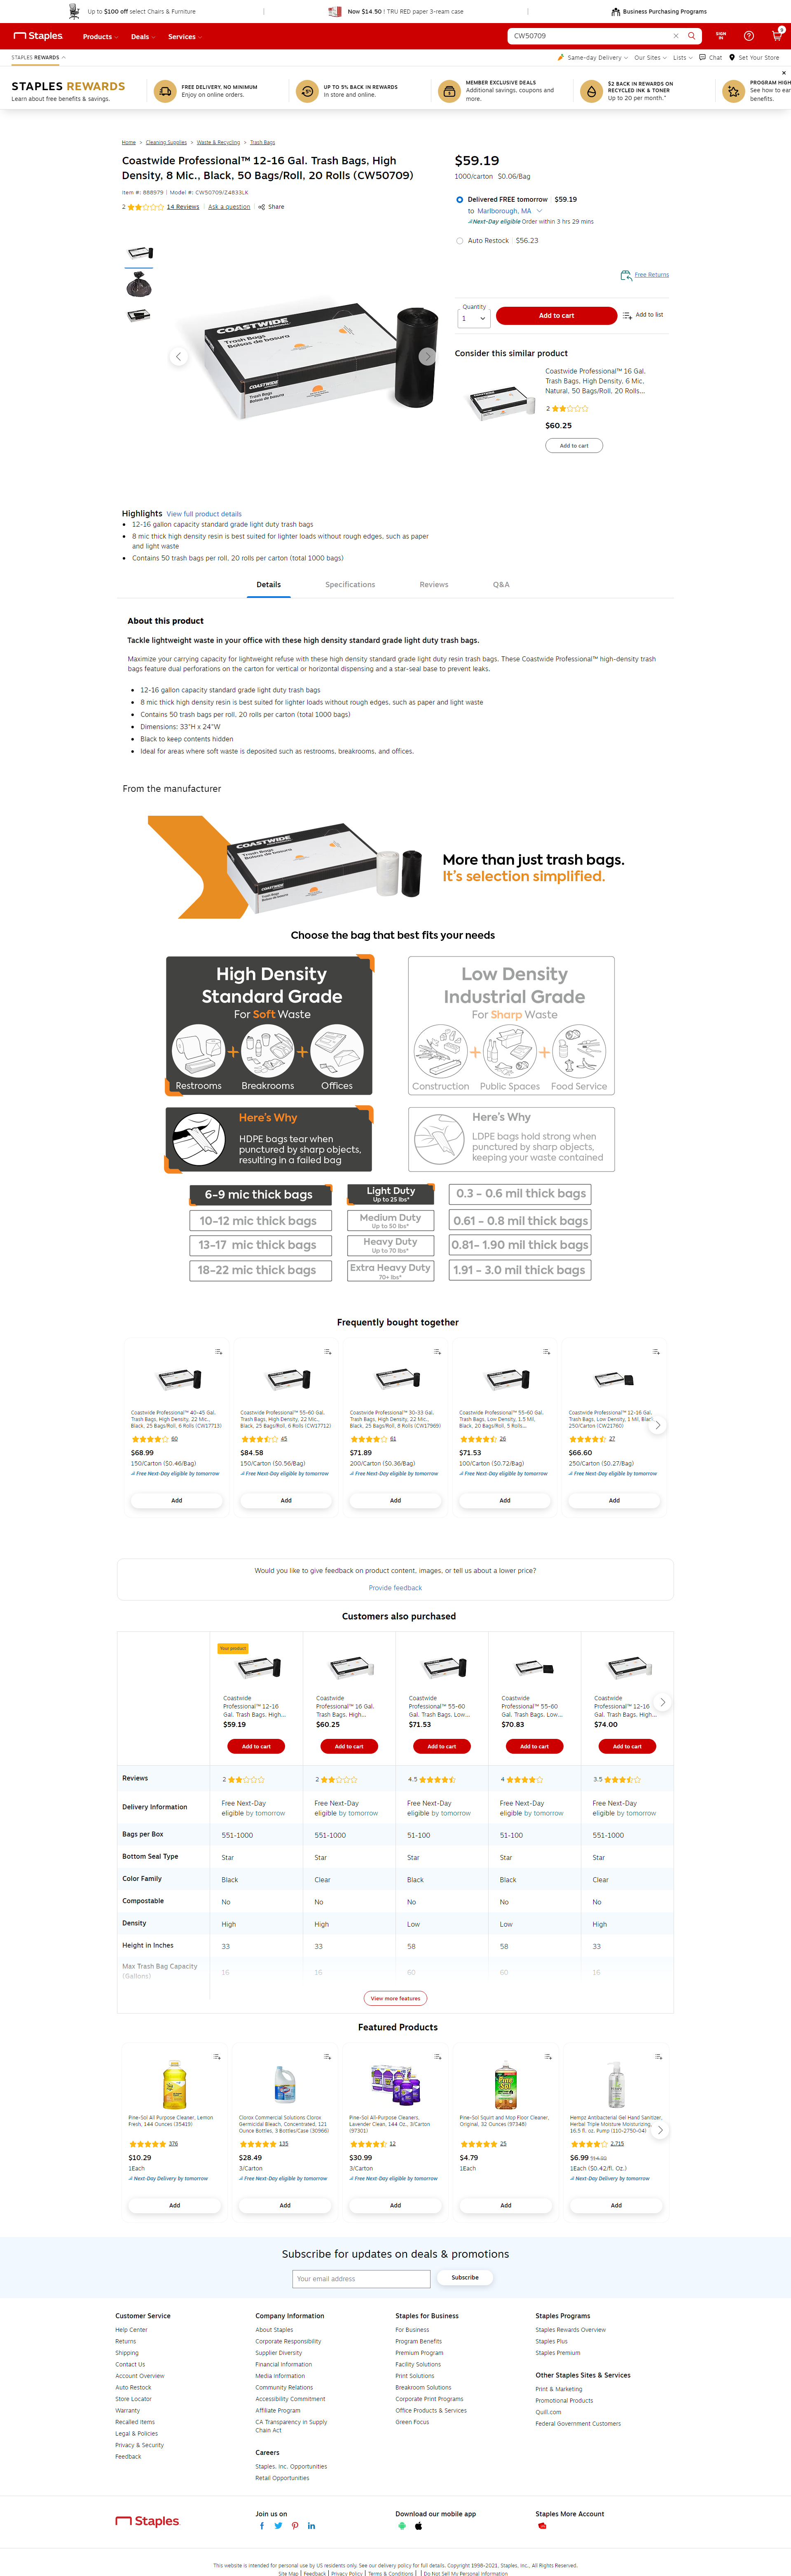 Up to $100 off select Chairs & Furniture
Now $14.50 ! TRU RED paper 3-ream case
Business Purchasing Programs
Staples
Products
Deals
Services
CW50709
SIGN IN
STAPLES REWARDS
Same-day Delivery
Our Sites
Lists
Chat
Set Your Store
STAPLES REWARDS
Learn about free benefits & savings.
FREE DELIVERY, NO MINIMUM
Enjoy on online orders.
UP TO 5% BACK IN REWARDS
In store and online.
MEMBER EXCLUSIVE DEALS
Additional savings, coupons and
more.
$2 BACK IN REWARDS ON
RECYCLED INK & TONER
Up to 20 per month.*
PROGRAM HIGH
See how to ear
benefits.
Home > Cleaning Supplies > Waste & Recycling > Trash Bags
Coastwide Professional™ 12-16 Gal. Trash Bags, High
Density, 8 Mic., Black, 50 Bags/Roll, 20 Rolls (CW50709)
Item #: 888979 | Model #: CW50709/Z4833LK
2 14 Reviews | Ask a question | Share
$59.19
1000/carton $0.06/Bag
Delivered FREE tomorrow $59.19
to Marlborough, MA
Next-Day eligible Order within 3 hrs 29 mins
Auto Restock | $56.23
Free Returns
Quantity
1
Add to cart
Add to list
COASTWIDE
Trash Bags
Bolsas de basura
Consider this similar product
Coastwide Professional™ 16 Gal.
Trash Bags, High Density, 6 Mic,
Natural, 50 Bags/Roll, 20 Rolls...
2
$60.25
Add to cart
Highlights View full product details
12-16 gallon capacity standard grade light duty trash bags
8 mic thick high density resin is best suited for lighter loads without rough edges, such as paper
and light waste
Contains 50 trash bags per roll, 20 rolls per carton (total 1000 bags)
Details
Specifications
Reviews
Q&A
About this product
Tackle lightweight waste in your office with these high density standard grade light duty trash bags.
Maximize your carrying capacity for lightweight refuse with these high density standard grade light duty resin trash bags. These Coastwide Professional™ high-density trash
bags feature dual perforations on the carton for vertical or horizontal dispensing and a star-seal base to prevent leaks.
12-16 gallon capacity standard grade light duty trash bags
8 mic thick high density resin is best suited for lighter loads without rough edges, such as paper and light waste
Contains 50 trash bags per roll, 20 rolls per carton (total 1000 bags)
Dimensions: 33"H x 24"W
Black to keep contents hidden
Ideal for areas where soft waste is deposited such as restrooms, breakrooms, and offices.
From the manufacturer
COASTWIDE
Trash Bags
Bolsas de basura
More than just trash bags.
It's selection simplified.
Choose the bag that best fits your needs
High Density
Standard Grade
For Soft Waste
Restrooms Breakrooms Offices
Low Density
Industrial Grade
For Sharp Waste
Construction Public Spaces Food Service
Here's Why
HDPE bags tear when
punctured by sharp objects,
resulting in a failed bag
Here's Why
LDPE bags hold strong when
punctured by sharp objects,
keeping your waste contained
6-9 mic thick bags
Light Duty
Up to 25 lbs*
0.3 - 0.6 mil thick bags
10-12 mic thick bags
Medium Duty
Up to 50 lbs*
0.61 - 0.8 mil thick bags
13-17 mic thick bags
Heavy Duty
Up to 70 lbs*
0.81- 1.90 mil thick bags
18-22 mic thick bags
Extra Heavy Duty
70+ lbs*
1.91 - 3.0 mil thick bags
Frequently bought together
Coastwide Professional™ 40-45 Gal.
Trash Bags, High Density, 22 Mic.,
Black, 25 Bags/Roll, 6 Rolls (CW17713)
60
$68.99
150/Carton ($0.46/Bag)
Free Next-Day eligible by tomorrow
Add
Coastwide Professional™ 55-60 Gal.
Trash Bags, High Density, 22 Mic.,
Black, 25 Bags/Roll, 6 Rolls (CW17712)
45
$84.58
150/Carton ($0.56/Bag)
Free Next-Day eligible by tomorrow
Add
Coastwide Professional™ 30-33 Gal.
Trash Bags, High Density, 22 Mic.,
Black, 25 Bags/Roll, 8 Rolls (CW17969)
61
$71.89
200/Carton ($0.36/Bag)
Free Next-Day eligible by tomorrow
Add
Coastwide Professional™ 55-60 Gal.
Trash Bags, Low Density, 1.5 Mil,
Black, 20 Bags/Roll, 5 Rolls...
26
$71.53
100/Carton ($0.72/Bag)
Free Next-Day eligible by tomorrow
Add
Coastwide Professional™ 12-16 Gal.
Trash Bags, Low Density, 1 Mil, Black,
250/Carton (CW21760)
27
$66.60
250/Carton ($0.27/Bag)
Free Next-Day eligible by tomorrow
Add
Would you like to give feedback on product content, images, or tell us about a lower price?
Provide feedback
Customers also purchased
Your product
Coastwide
Professional™ 12-16
Gal. Trash Bags, High...
$59.19
Add to cart
Coastwide
Professional™ 16 Gal.
Trash Bags, High...
$60.25
Add to cart
Coastwide
Professional™ 55-60
Gal. Trash Bags, Low...
$71.53
Add to cart
Coastwide
Professional™ 55-60
Gal. Trash Bags, Low...
$70.83
Add to cart
Coastwide
Professional™ 12-16
Gal. Trash Bags, High...
$74.00
Add to cart
Reviews 2 2 4.5 4 3.5
Delivery Information
Free Next-Day
eligible by tomorrow
Free Next-Day
eligible by tomorrow
Free Next-Day
eligible by tomorrow
Free Next-Day
eligible by tomorrow
Free Next-Day
eligible by tomorrow
Bags per Box 551-1000 551-1000 51-100 51-100 551-1000
Bottom Seal Type Star Star Star Star Star
Color Family Black Clear Black Black Clear
Compostable No No No No No
Density High High Low Low High
Height in Inches 33 33 58 58 33
Max Trash Bag Capacity
(Gallons)
16 16 60 60 16
View more features
Featured Products
Pine-Sol All Purpose Cleaner, Lemon
Fresh, 144 Ounces (35419)
376
$10.29
1Each
Next-Day Delivery by tomorrow
Add
Clorox Commercial Solutions Clorox
Germicidal Bleach, Concentrated, 121
Ounce Bottles, 3 Bottles/Case (30966)
135
$28.49
3/Carton
Free Next-Day eligible by tomorrow
Add
Pine-Sol All-Purpose Cleaners,
Lavender Clean, 144 Oz., 3/Carton
(97301)
12
$30.99
3/Carton
Free Next-Day eligible by tomorrow
Add
Pine-Sol Squirt and Mop Floor Cleaner,
Original, 32 Ounces (97348)
25
$4.79
1Each
Add
Hempz Antibacterial Gel Hand Sanitizer,
Herbal Triple Moisture Moisturizing,
16.5 fl. oz. Pump (110-2750-04)
2,715
$6.99 $14.00
1Each ($0.42/fl. Oz.)
Next-Day Delivery by tomorrow
Add
Subscribe for updates on deals & promotions
Your email address
Subscribe
Customer Service
Help Center
Returns
Shipping
Contact Us
Account Overview
Auto Restock
Store Locator
Warranty
Recalled Items
Legal & Policies
Privacy & Security
Feedback
Company Information
About Staples
Corporate Responsibility
Supplier Diversity
Financial Information
Media Information
Community Relations
Accessibility Commitment
Affiliate Program
CA Transparency in Supply
Chain Act
Careers
Staples, Inc. Opportunities
Retail Opportunities
Staples for Business
For Business
Program Benefits
Premium Program
Facility Solutions
Print Solutions
Breakroom Solutions
Corporate Print Programs
Office Products & Services
Green Focus
Staples Programs
Staples Rewards Overview
Staples Plus
Staples Premium
Other Staples Sites & Services
Print & Marketing
Promotional Products
Quill.com
Federal Government Customers
Staples
Join us on
Download our mobile app
Staples More Account
This website is intended for personal use by US residents only. See our delivery policy for full details. Copyright 1998-2021, Staples, Inc., All Rights Reserved.
Site Map | Feedback | Privacy Policy | Terms & Conditions | | Do Not Sell My Personal Information